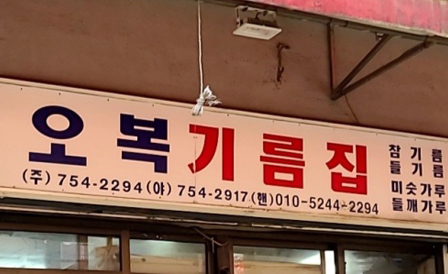 오복기름집
(주) 754-2294 (야) 754-2917 (핸) 010-5244-2294
참기름
들기름
미숫가루
들깨가루